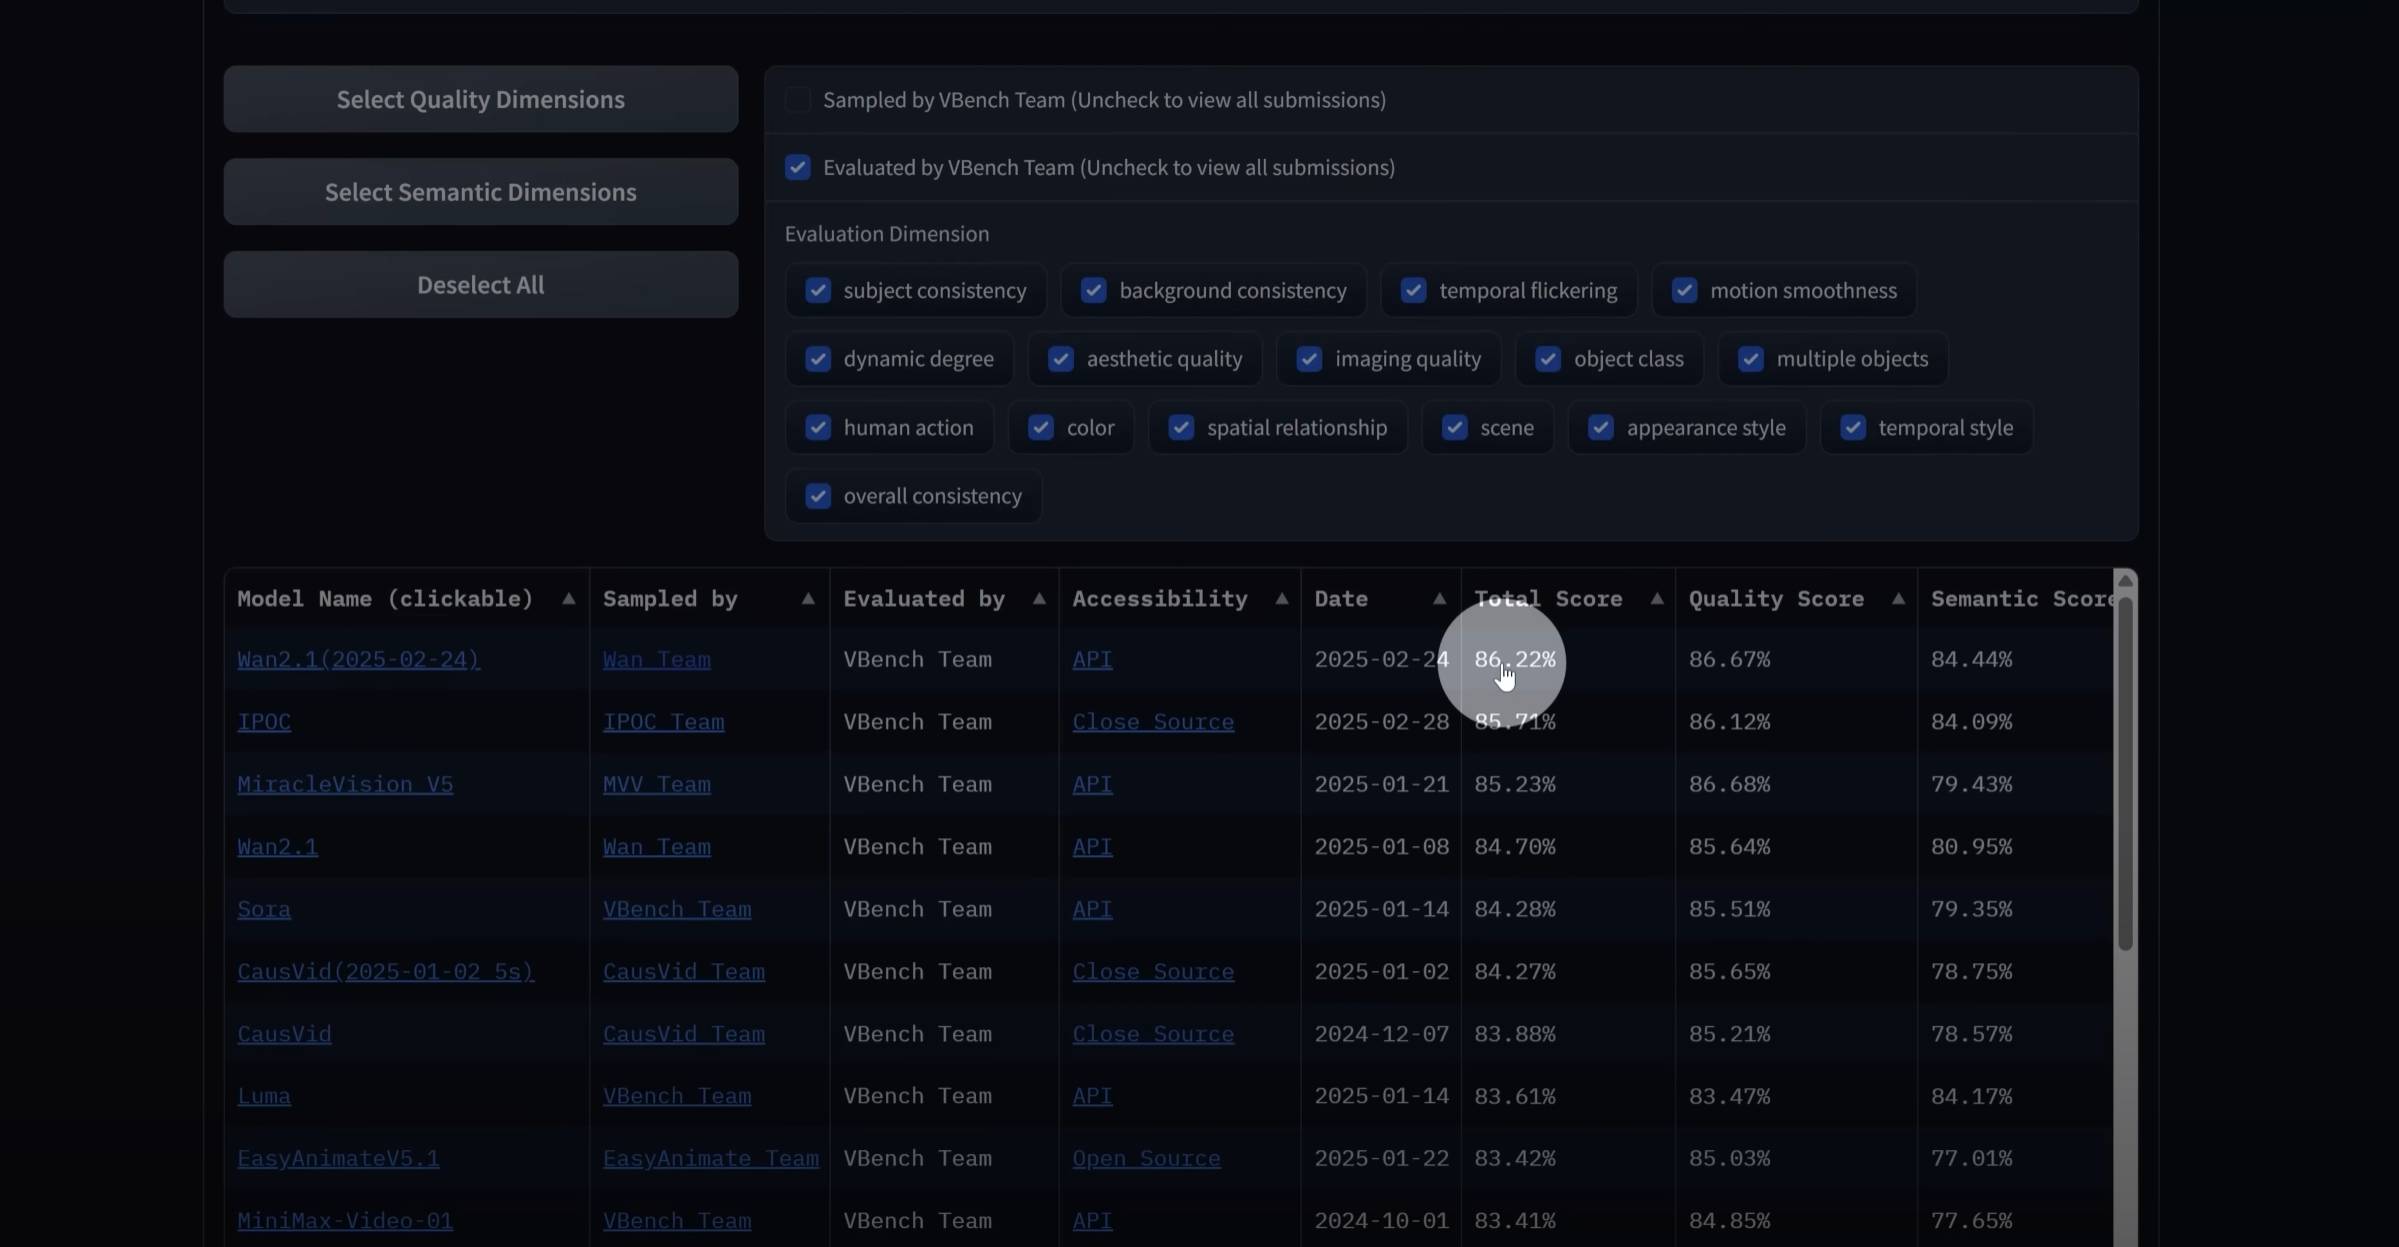 Select Quality Dimensions
Select Semantic Dimensions
Deselect All
Sampled by VBench Team (Uncheck to view all submissions)
Evaluated by VBench Team (Uncheck to view all submissions)
Evaluation Dimension
subject consistency background consistency temporal flickering motion smoothness
dynamic degree aesthetic quality imaging quality object class multiple objects
human action color spatial relationship scene appearance style temporal style
overall consistency
Model Name (clickable) ▲ Sampled by ▲ Evaluated by ▲ Accessibility ▲ Date ▲ Total Score ▲ Quality Score ▲ Semantic Score
Wan2.1(2025-02-24) Wan Team VBench Team API 2025-02-24 86.22% 86.67% 84.44%
IPOC IPOC Team VBench Team Close Source 2025-02-28 85.71% 86.12% 84.09%
MiracleVision V5 MVV Team VBench Team API 2025-01-21 85.23% 86.68% 79.43%
Wan2.1 Wan Team VBench Team API 2025-01-08 84.70% 85.64% 80.95%
Sora VBench Team VBench Team API 2025-01-14 84.28% 85.51% 79.35%
CausVid(2025-01-02 5s) CausVid Team VBench Team Close Source 2025-01-02 84.27% 85.65% 78.75%
CausVid CausVid Team VBench Team Close Source 2024-12-07 83.88% 85.21% 78.57%
Luma VBench Team VBench Team API 2025-01-14 83.61% 83.47% 84.17%
EasyAnimateV5.1 EasyAnimate Team VBench Team Open Source 2025-01-22 83.42% 85.03% 77.01%
MiniMax-Video-01 VBench Team VBench Team API 2024-10-01 83.41% 84.85% 77.65%